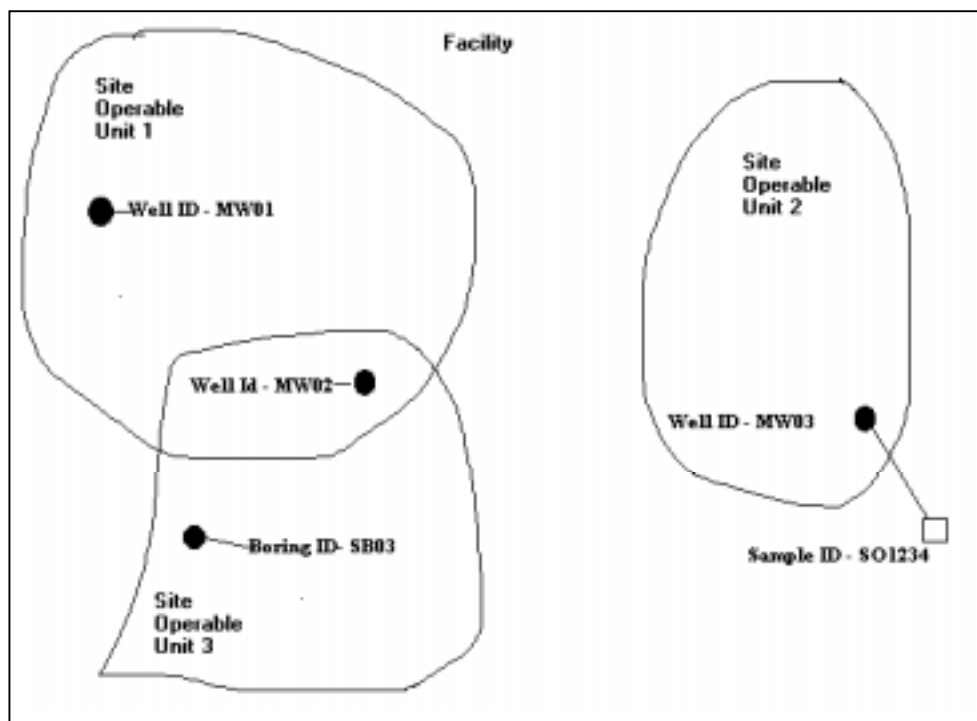 Facility
Site
Operable
Unit 1
Well ID - MW01
Well Id - MW02
Boring ID- SB03
Site
Operable
Unit 3
Site
Operable
Unit 2
Well ID - MW03
Sample ID - SO1234